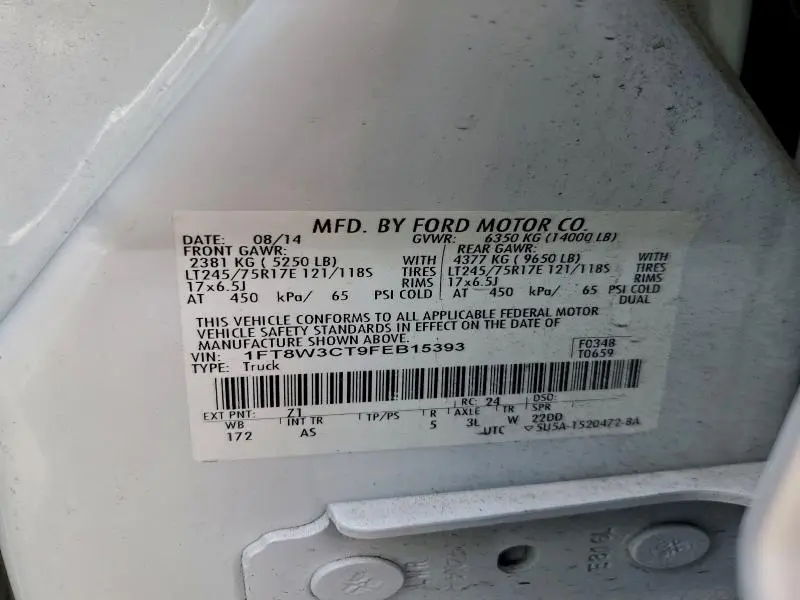 MFD. BY FORD MOTOR CO.
DATE: 08/14 GVWR: 6350 KG (14000 LB)
FRONT GAWR: REAR GAWR:
2381 KG ( 5250 LB) WITH 4377 KG ( 9650 LB) WITH
LT245/75R17E 121/118S TIRES LT245/75R17E 121/118S TIRES
17x6.5J RIMS 17x6.5J RIMS
AT 450 kPa/ 65 PSI COLD AT 450 kPa/ 65 PSI COLD
DUAL
THIS VEHICLE CONFORMS TO ALL APPLICABLE FEDERAL MOTOR
VEHICLE SAFETY STANDARDS IN EFFECT ON THE DATE OF
MANUFACTURE SHOWN ABOVE.
VIN: 1FT8W3CT9FEB15393 F0348
TYPE: Truck T0659
EXT PNT: Z1 RC: 24 DSO:
WB INT TR TP/PS R AXLE TR SPR
172 AS 5 3L W 22DD
UTC ▽5U5A-1520472-BA